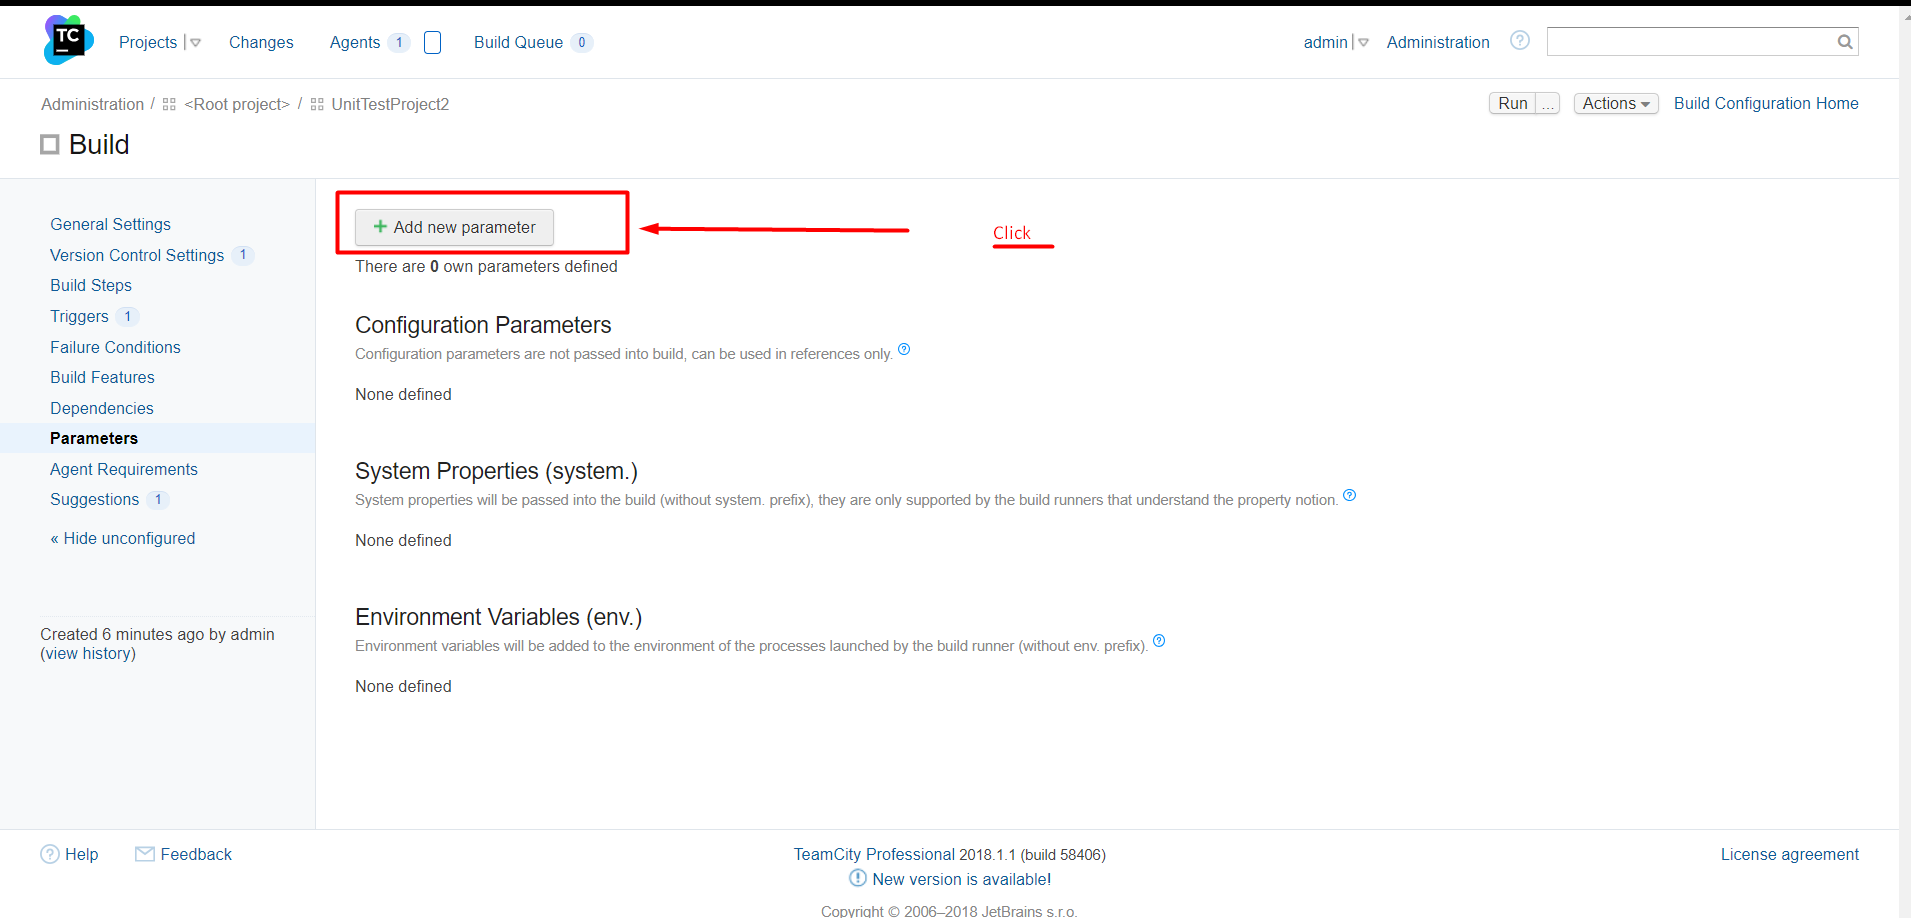 TC
Projects
Changes
Agents 1
Build Queue 0
admin
Administration
Administration / <Root project> / UnitTestProject2
Run ...
Actions
Build Configuration Home
Build
General Settings
Version Control Settings 1
Build Steps
Triggers 1
Failure Conditions
Build Features
Dependencies
Parameters
Agent Requirements
Suggestions 1
« Hide unconfigured
Created 6 minutes ago by admin
(view history)
+ Add new parameter
Click
There are 0 own parameters defined
Configuration Parameters
Configuration parameters are not passed into build, can be used in references only. ?
None defined
System Properties (system.)
System properties will be passed into the build (without system. prefix), they are only supported by the build runners that understand the property notion. ?
None defined
Environment Variables (env.)
Environment variables will be added to the environment of the processes launched by the build runner (without env. prefix). ?
None defined
? Help
Feedback
TeamCity Professional 2018.1.1 (build 58406)
New version is available!
License agreement
Copyright © 2006–2018 JetBrains s.r.o.